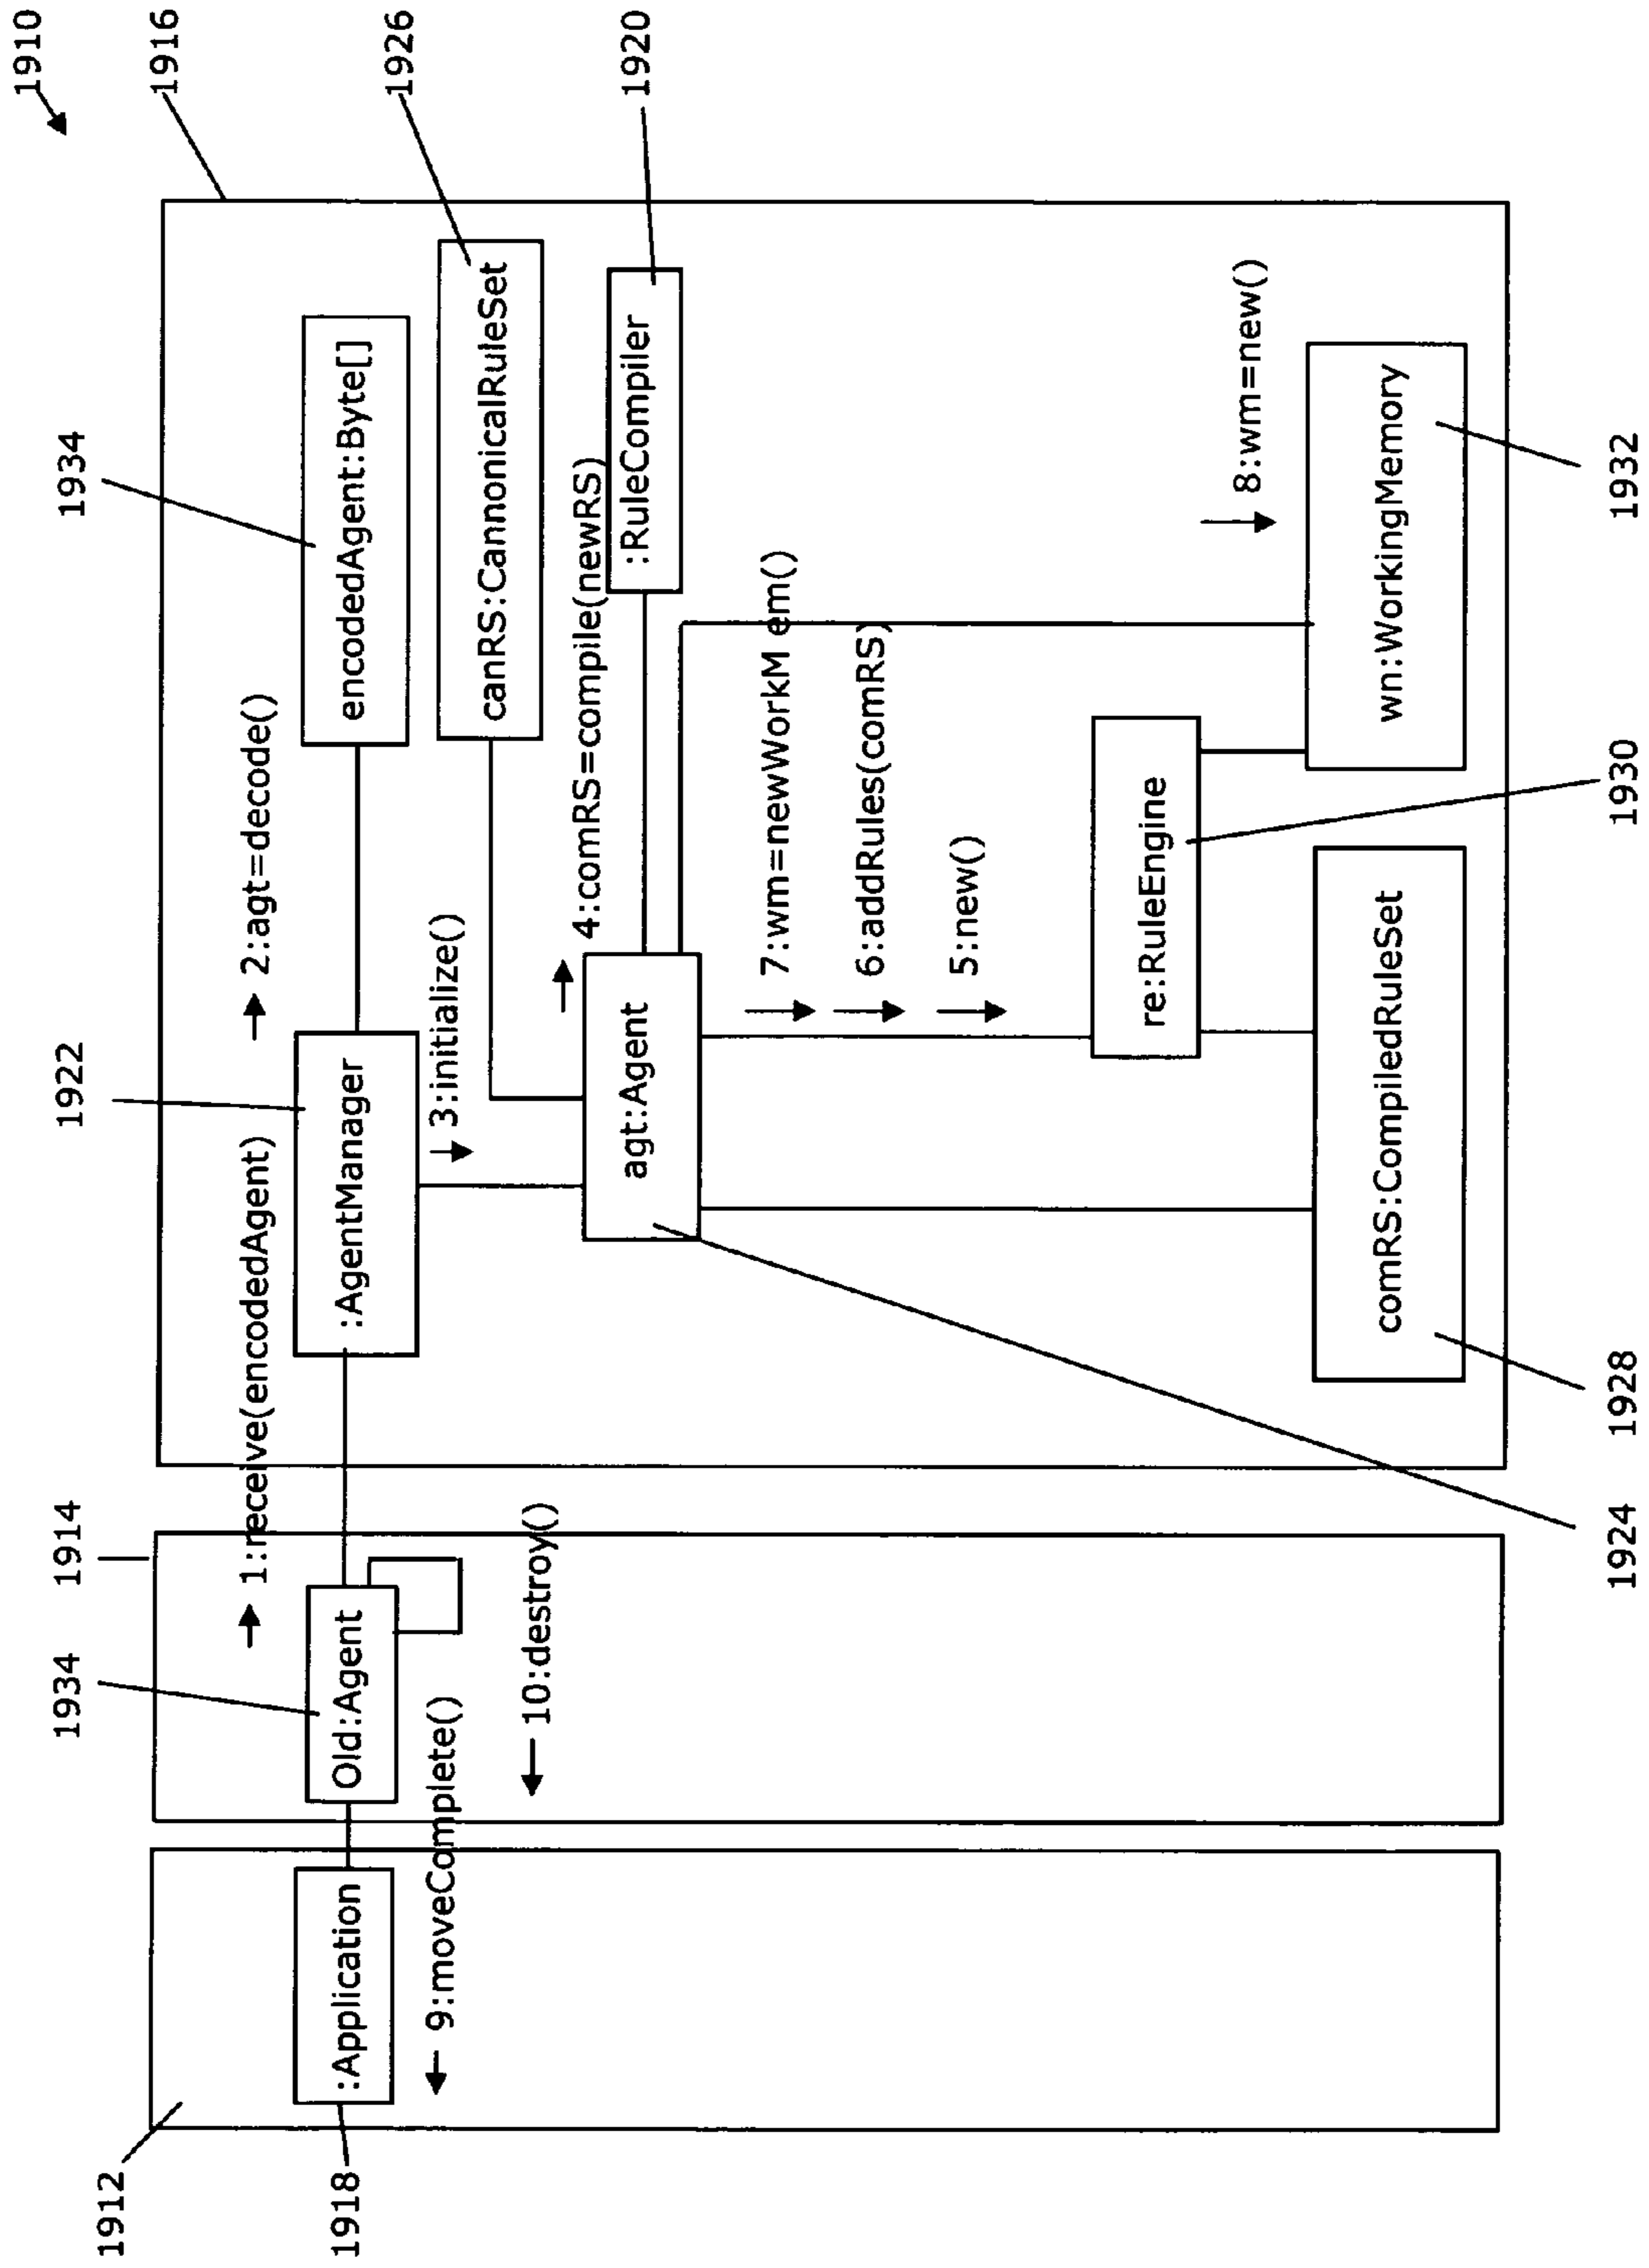 1910
1916
1926
1920
1934
1922
1914
1934
1912
1918
1:receive(encodedAgent)
2:agt=decode()
:Application
Old:Agent
:AgentManager
encodedAgent:Byte[]
9:moveComplete()
3:initialize()
canRS:CannonicalRuleSet
10:destroy()
4:comRS=compile(newRS)
agt:Agent
:RuleCompiler
7:wm=newWorkM em()
6:addRules(comRS)
5:new()
re:RuleEngine
8:wm=new()
comRS:CompiledRuleSet
wn:WorkingMemory
1924
1928
1930
1932